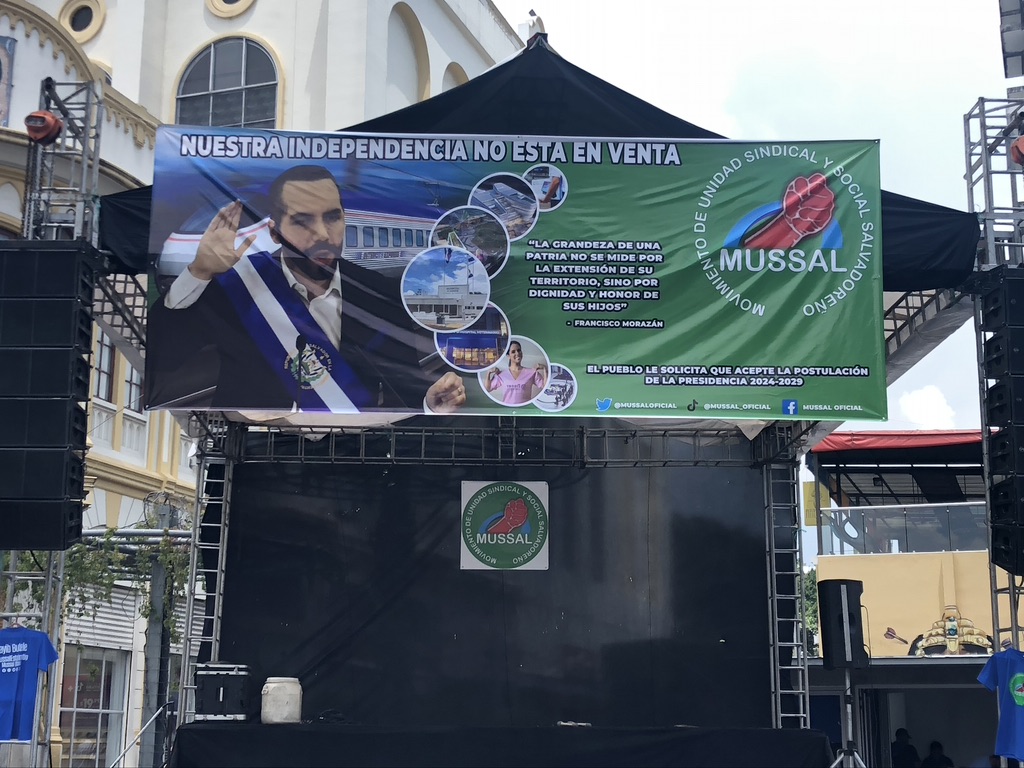 NUESTRA INDEPENDENCIA NO ESTA EN VENTA
MOVIMIENTO DE UNIDAD SINDICAL Y SOCIAL SALVADOREÑO
MUSSAL
“LA GRANDEZA DE UNA
PATRIA NO SE MIDE POR
LA EXTENSIÓN DE SU
TERRITORIO, SINO POR
DIGNIDAD Y HONOR DE
SUS HIJOS”
- FRANCISCO MORAZÁN
EL PUEBLO LE SOLICITA QUE ACEPTE LA POSTULACIÓN
DE LA PRESIDENCIA 2024-2029
@MUSSALOFICIAL @MUSSAL_OFICIAL MUSSAL OFICIAL
MOVIMIENTO DE UNIDAD SINDICAL Y SOCIAL SALVADOREÑO
MUSSAL